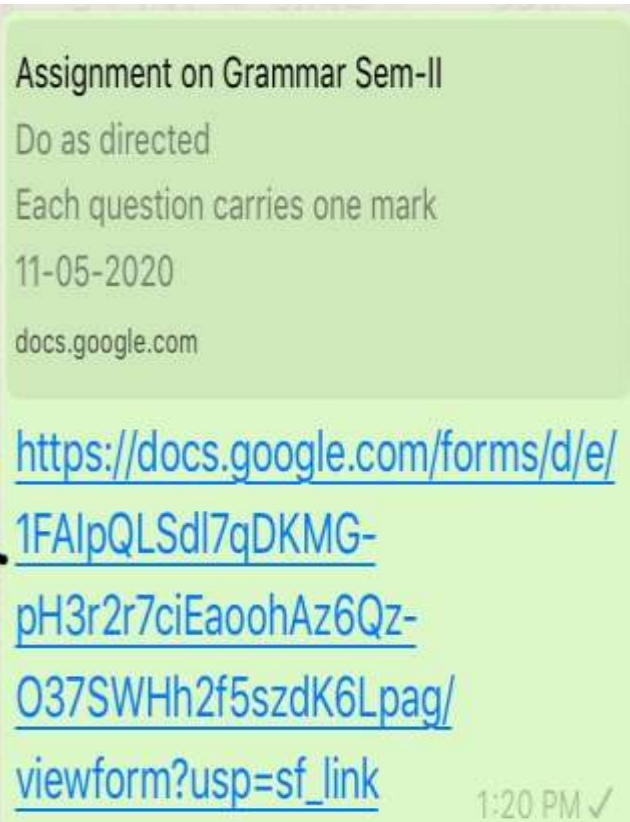 Assignment on Grammar Sem-II
Do as directed
Each question carries one mark
11-05-2020
docs.google.com
https://docs.google.com/forms/d/e/
1FAIpQLSdl7qDKMG-
pH3r2r7ciEaoohAz6Qz-
O37SWHh2f5szdK6Lpag/
viewform?usp=sf_link
1:20 PM